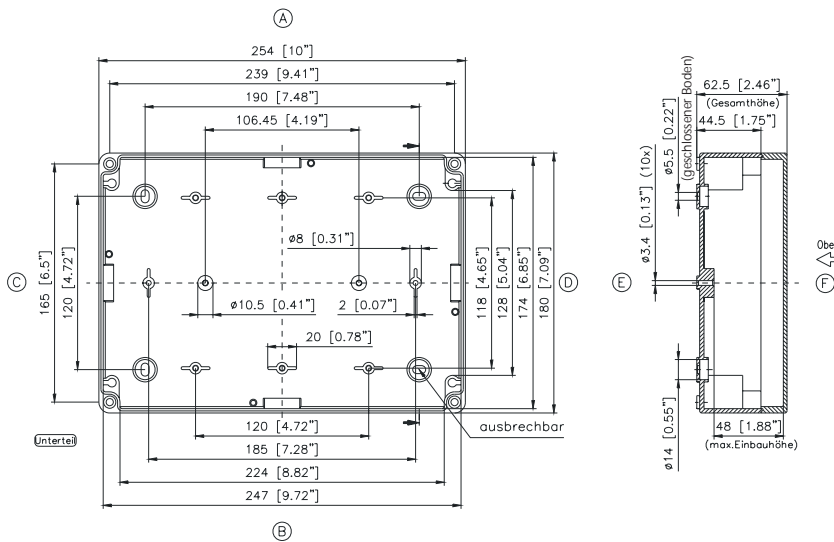 A
254 [10"]
239 [9.41"]
190 [7.48"]
106.45 [4.19"]
165 [6.5"]
120 [4.72"]
C
ø8 [0.31"]
ø10.5 [0.41"]
2 [0.07"]
20 [0.78"]
118 [4.65"]
128 [5.04"]
174 [6.85"]
180 [7.09"]
D
120 [4.72"]
185 [7.28"]
224 [8.82"]
247 [9.72"]
ausbrechbar
Unterteil
B
62.5 [2.46"]
(Gesamthöhe)
44.5 [1.75"]
ø5.5 [0.22"]
(geschlossener Boden)
ø3.4 [0.13"] (10x)
E
ø14 [0.55"]
48 [1.88"]
(max.Einbauhöhe)
Obe
F